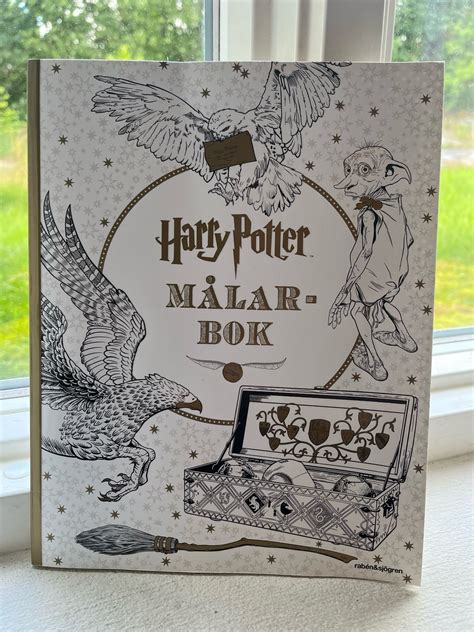 Harry Potter
MÅLAR-
BOK
rabén&sjögren